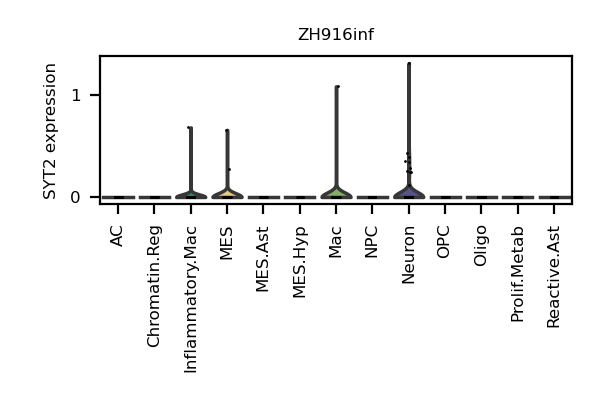 ZH916inf
SYT2 expression
1
0
AC
Chromatin.Reg
Inflammatory.Mac
MES
MES.Ast
MES.Hyp
Mac
NPC
Neuron
OPC
Oligo
Prolif.Metab
Reactive.Ast